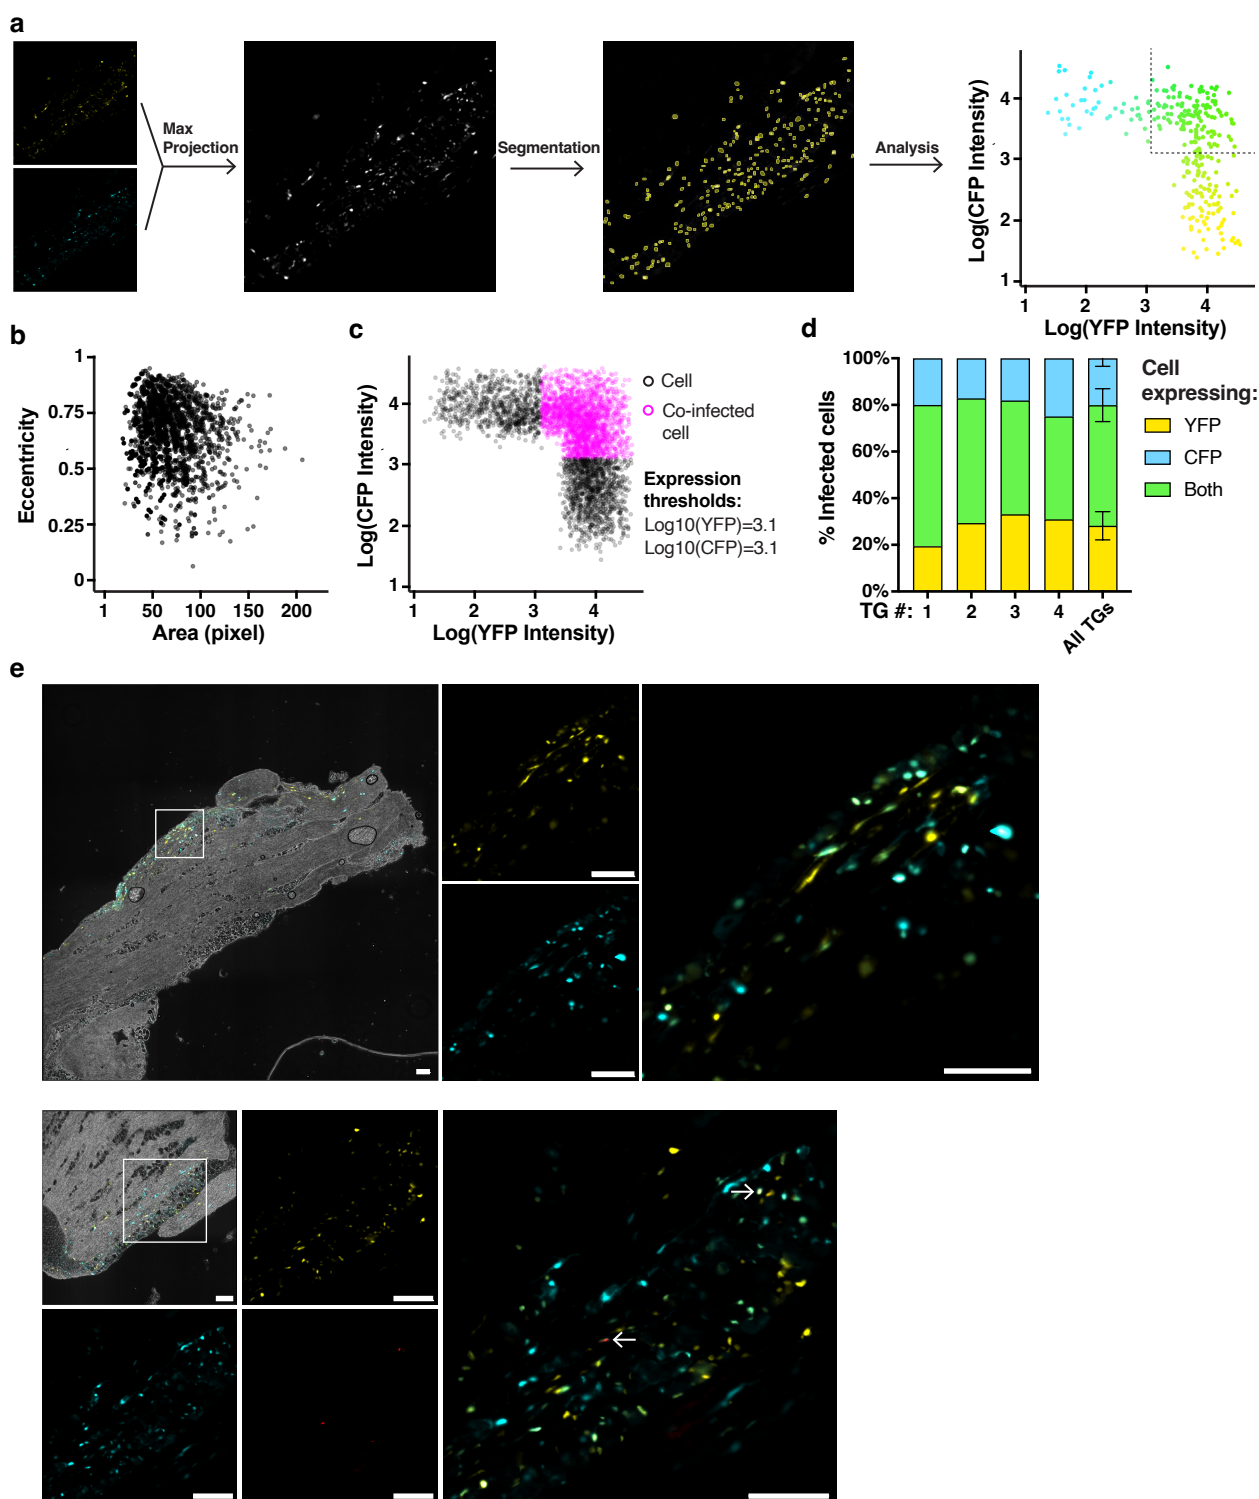 a
Max
Projection
Segmentation
Analysis
Log(CFP Intensity)
4
3
2
1
1 2 3 4
Log(YFP Intensity)
b
Eccentricity
1
0.75
0.5
0.25
0
1 50 100 150 200
Area (pixel)
c
Log(CFP Intensity)
4
3
2
1
1 2 3 4
Log(YFP Intensity)
Cell
Co-infected
cell
Expression
thresholds:
Log10(YFP)=3.1
Log10(CFP)=3.1
d
% Infected cells
100%
80%
60%
40%
20%
0%
TG #: 1 2 3 4 All TGs
Cell
expressing:
YFP
CFP
Both
e